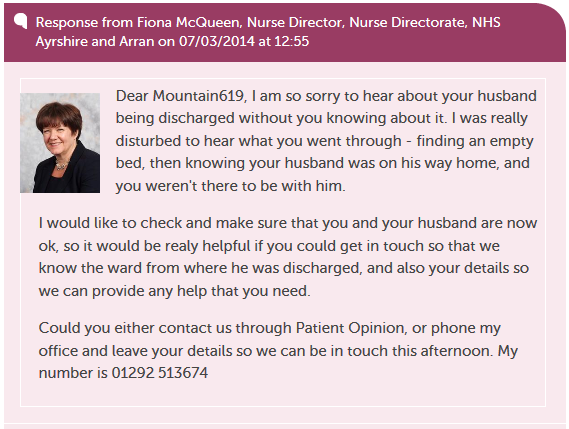 Response from Fiona McQueen, Nurse Director, Nurse Directorate, NHS
Ayrshire and Arran on 07/03/2014 at 12:55
Dear Mountain619, I am so sorry to hear about your husband
being discharged without you knowing about it. I was really
disturbed to hear what you went through - finding an empty
bed, then knowing your husband was on his way home, and
you weren't there to be with him.
I would like to check and make sure that you and your husband are now
ok, so it would be realy helpful if you could get in touch so that we
know the ward from where he was discharged, and also your details so
we can provide any help that you need.
Could you either contact us through Patient Opinion, or phone my
office and leave your details so we can be in touch this afternoon. My
number is 01292 513674